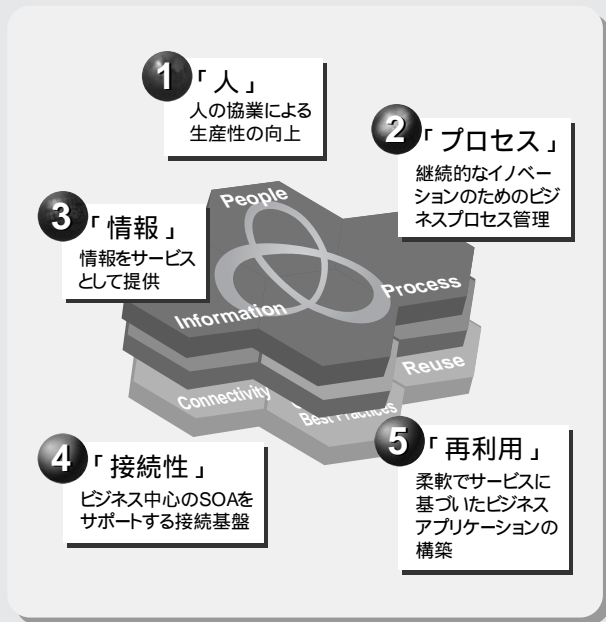 1
「人」
人の協業による
生産性の向上
2
「プロセス」
継続的なイノベー
ションのためのビジ
ネスプロセス管理
3
「情報」
情報をサービス
として提供
People
Process
Information
Reuse
Connectivity
Best Practices
4
「接続性」
ビジネス中心のSOAを
サポートする接続基盤
5
「再利用」
柔軟でサービスに
基づいたビジネス
アプリケーションの
構築